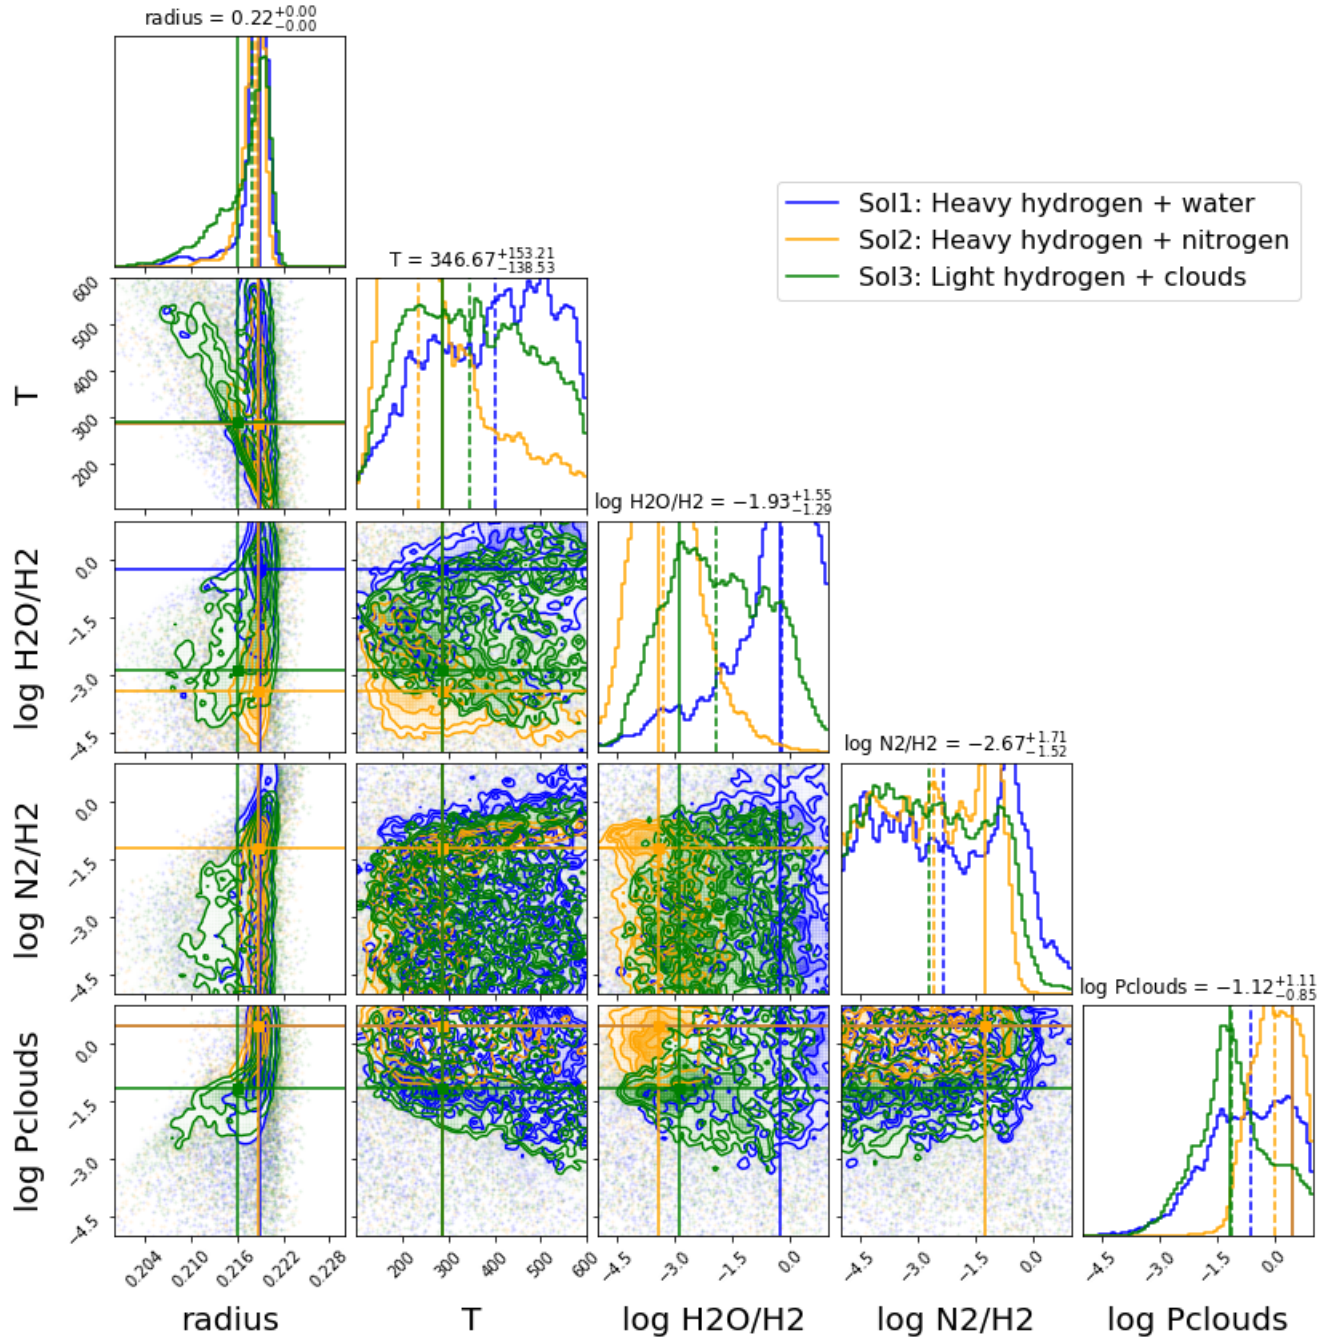 radius = 0.22 +0.00 −0.00
Sol1: Heavy hydrogen + water
Sol2: Heavy hydrogen + nitrogen
Sol3: Light hydrogen + clouds
T = 346.67 +153.21 −138.53
600
500
400
300
200
T
log H2O/H2 = −1.93 +1.55 −1.29
0.0
−1.5
−3.0
−4.5
log H2O/H2
log N2/H2 = −2.67 +1.71 −1.52
0.0
−1.5
−3.0
−4.5
log N2/H2
log Pclouds = −1.12 +1.11 −0.85
0.0
−1.5
−3.0
−4.5
log Pclouds
0.204 0.210 0.216 0.222 0.228 200 300 400 500 600 −4.5 −3.0 −1.5 0.0 −4.5 −3.0 −1.5 0.0 −4.5 −3.0 −1.5 0.0
radius T log H2O/H2 log N2/H2 log Pclouds